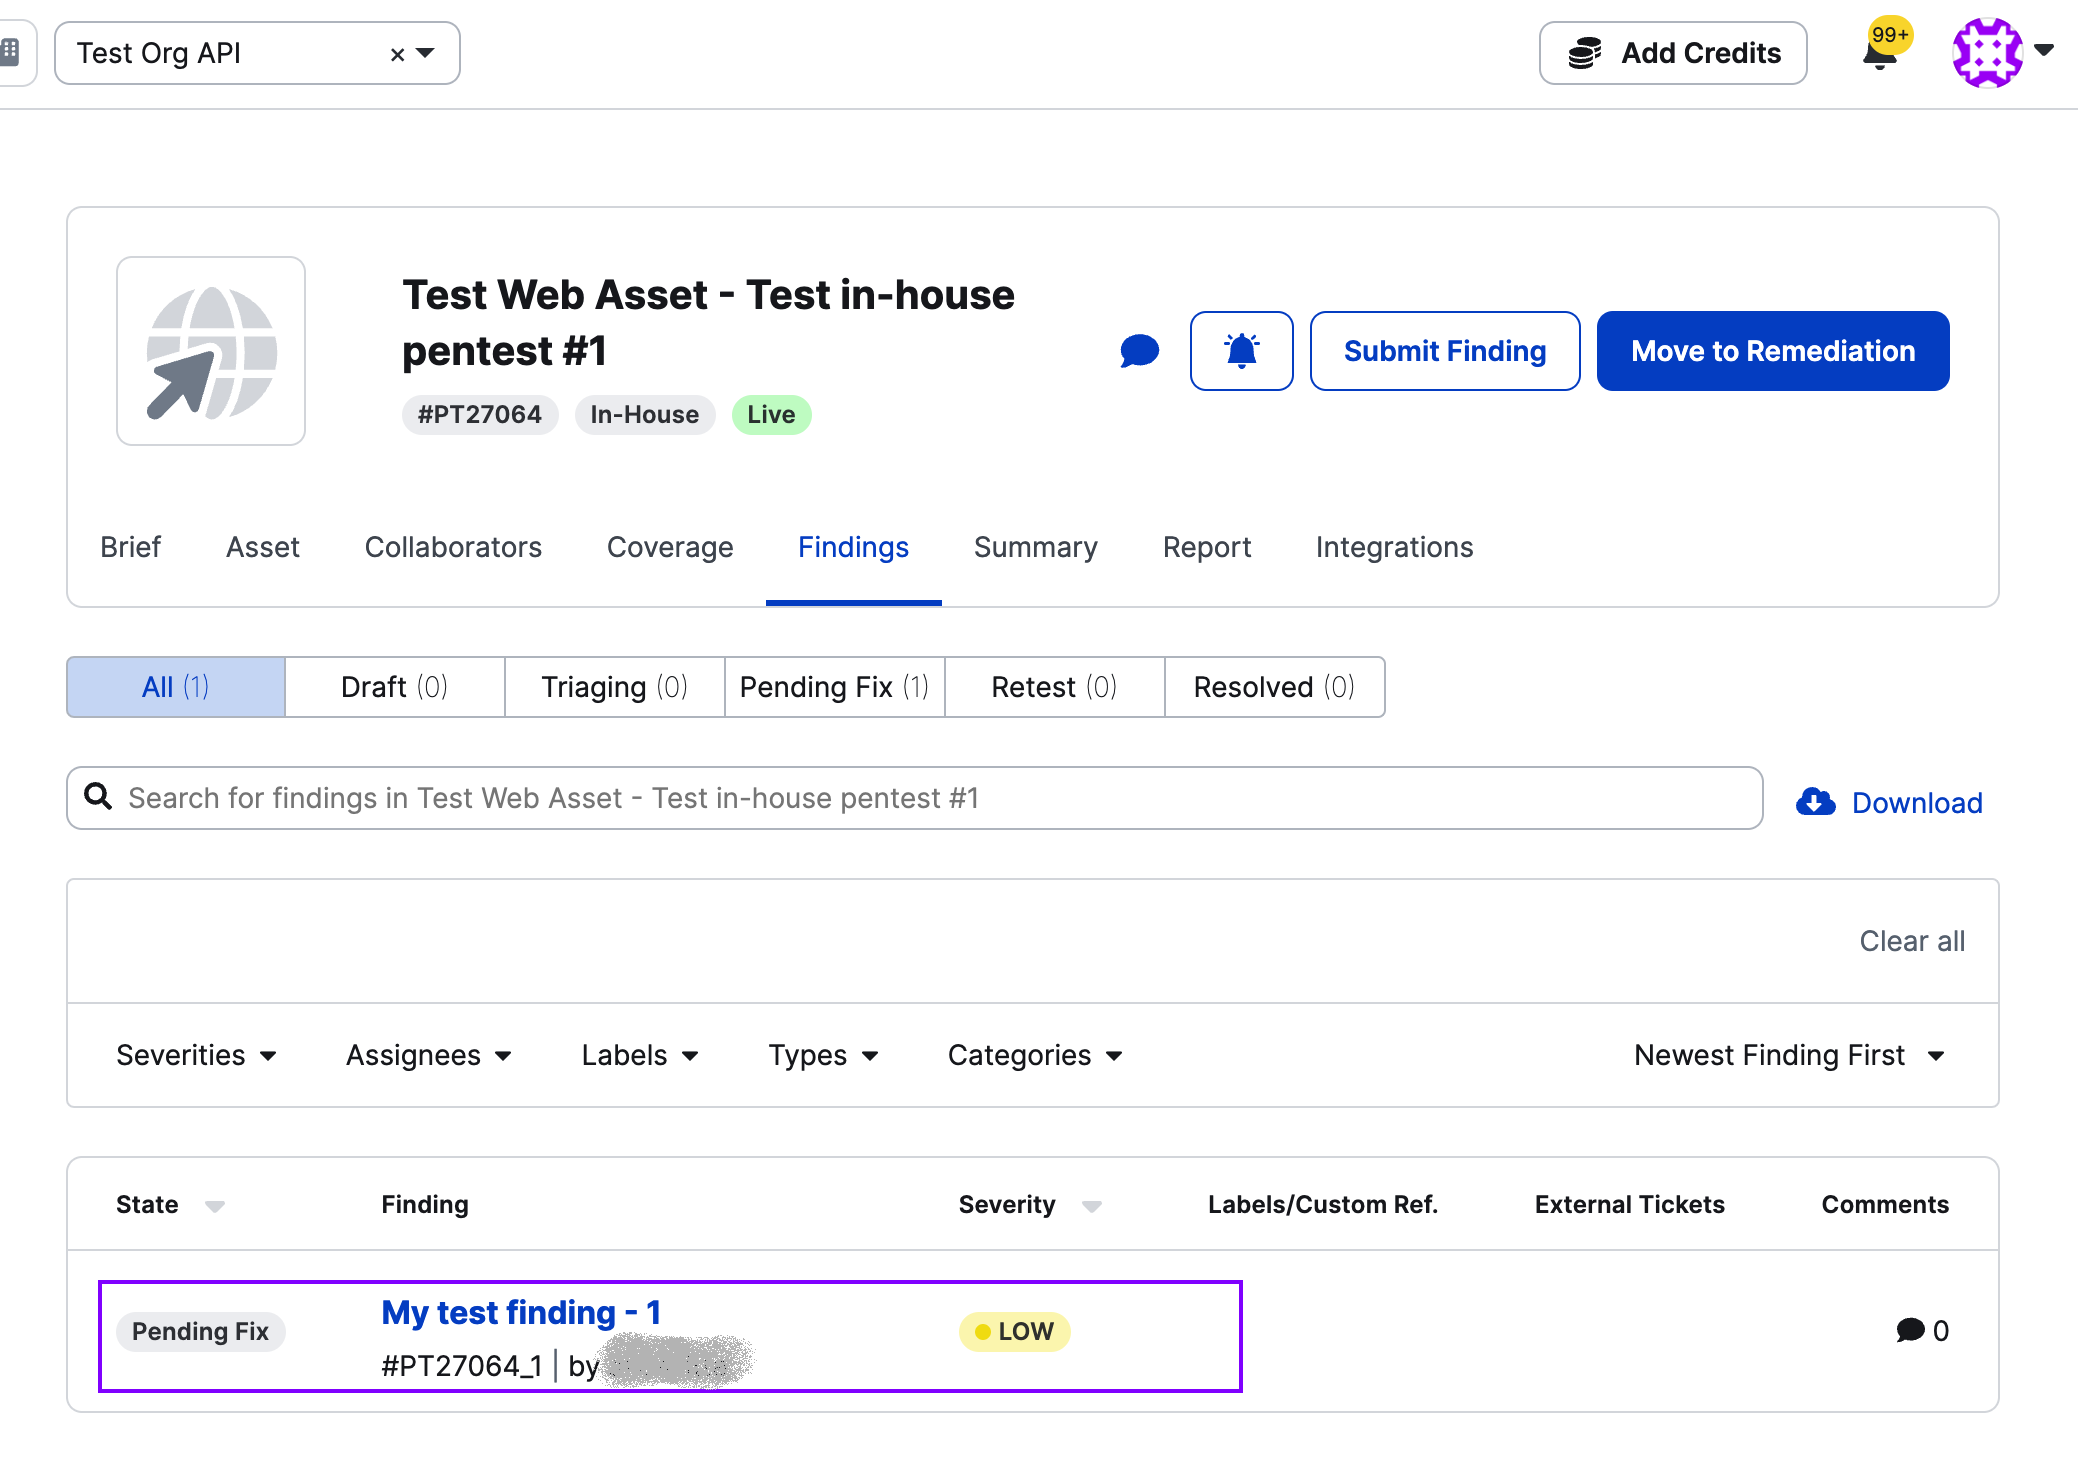 Test Org API
Add Credits
99+
Test Web Asset - Test in-house
pentest #1
#PT27064 In-House Live
Submit Finding
Move to Remediation
Brief Asset Collaborators Coverage Findings Summary Report Integrations
All (1) Draft (0) Triaging (0) Pending Fix (1) Retest (0) Resolved (0)
Search for findings in Test Web Asset - Test in-house pentest #1
Download
Clear all
Severities Assignees Labels Types Categories Newest Finding First
State Finding Severity Labels/Custom Ref. External Tickets Comments
Pending Fix My test finding - 1 LOW 0
#PT27064_1 | by